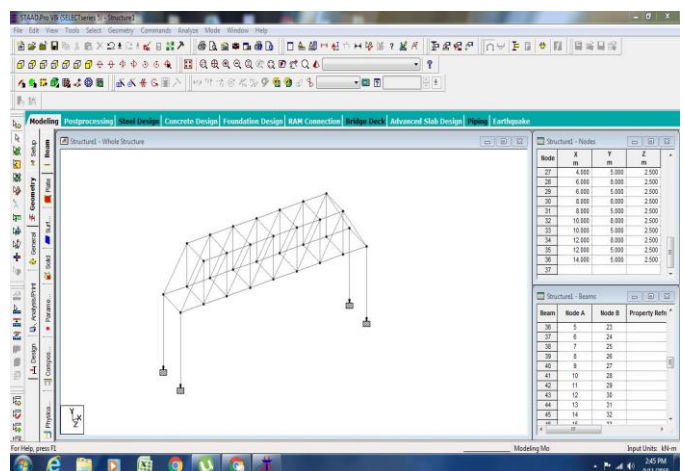 STAAD.Pro V8i (SELECTseries 5) - Structure1
File Edit View Tools Select Geometry Commands Analyze Mode Window Help
Modeling Postprocessing Steel Design Concrete Design Foundation Design RAM Connection Bridge Deck Advanced Slab Design Piping Earthquake
Setup
Geometry
General
Analysis/Print
Design
Beam
Plate
Surf...
Solid
Parame...
Compos...
Physica...
Structure1 - Whole Structure
Y
X
Z
Structure1 - Nodes
Node X m Y m Z m
27 4.000 5.000 2.500
28 6.000 8.000 2.500
29 6.000 5.000 2.500
30 8.000 8.000 2.500
31 8.000 5.000 2.500
32 10.000 8.000 2.500
33 10.000 5.000 2.500
34 12.000 8.000 2.500
35 12.000 5.000 2.500
36 14.000 5.000 2.500
37
Structure1 - Beams
Beam Node A Node B Property Refn
36 5 23
37 6 24
38 7 25
39 8 26
40 9 27
41 10 28
42 11 29
43 12 30
44 13 31
45 14 32
For Help, press F1
Modeling Mo
Input Units: kN-m
2:45 PM